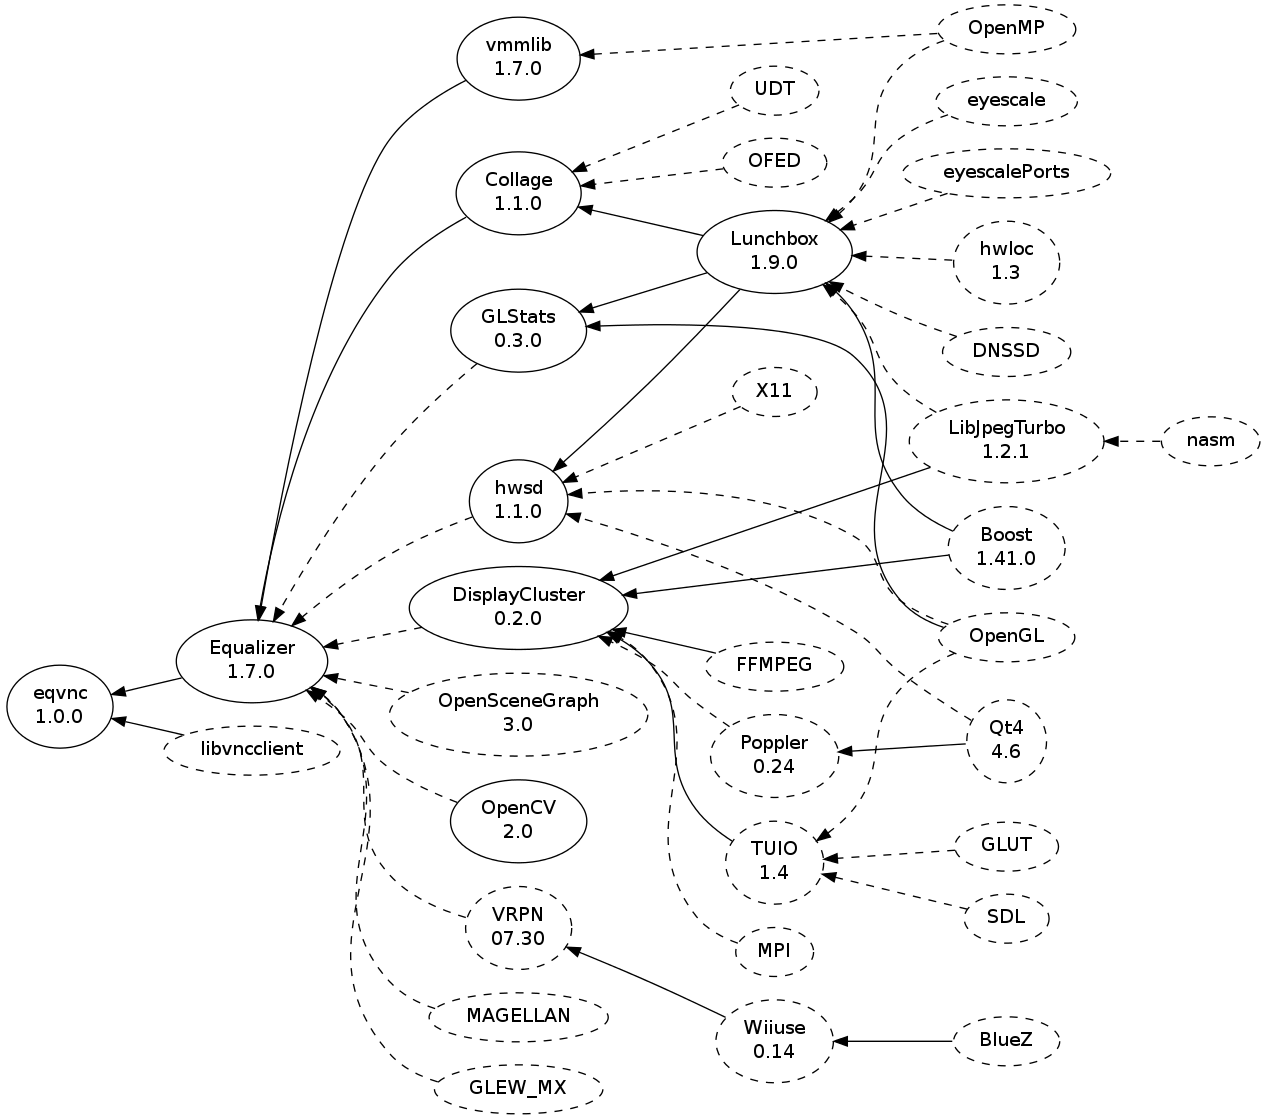 OpenMP
vmmlib
1.7.0
UDT
eyescale
OFED
eyescalePorts
Collage
1.1.0
Lunchbox
1.9.0
hwloc
1.3
GLStats
0.3.0
DNSSD
X11
LibJpegTurbo
1.2.1
nasm
hwsd
1.1.0
Boost
1.41.0
DisplayCluster
0.2.0
OpenGL
Equalizer
1.7.0
FFMPEG
eqvnc
1.0.0
OpenSceneGraph
3.0
libvncclient
Poppler
0.24
Qt4
4.6
OpenCV
2.0
TUIO
1.4
GLUT
SDL
VRPN
07.30
MPI
MAGELLAN
Wiiuse
0.14
BlueZ
GLEW_MX